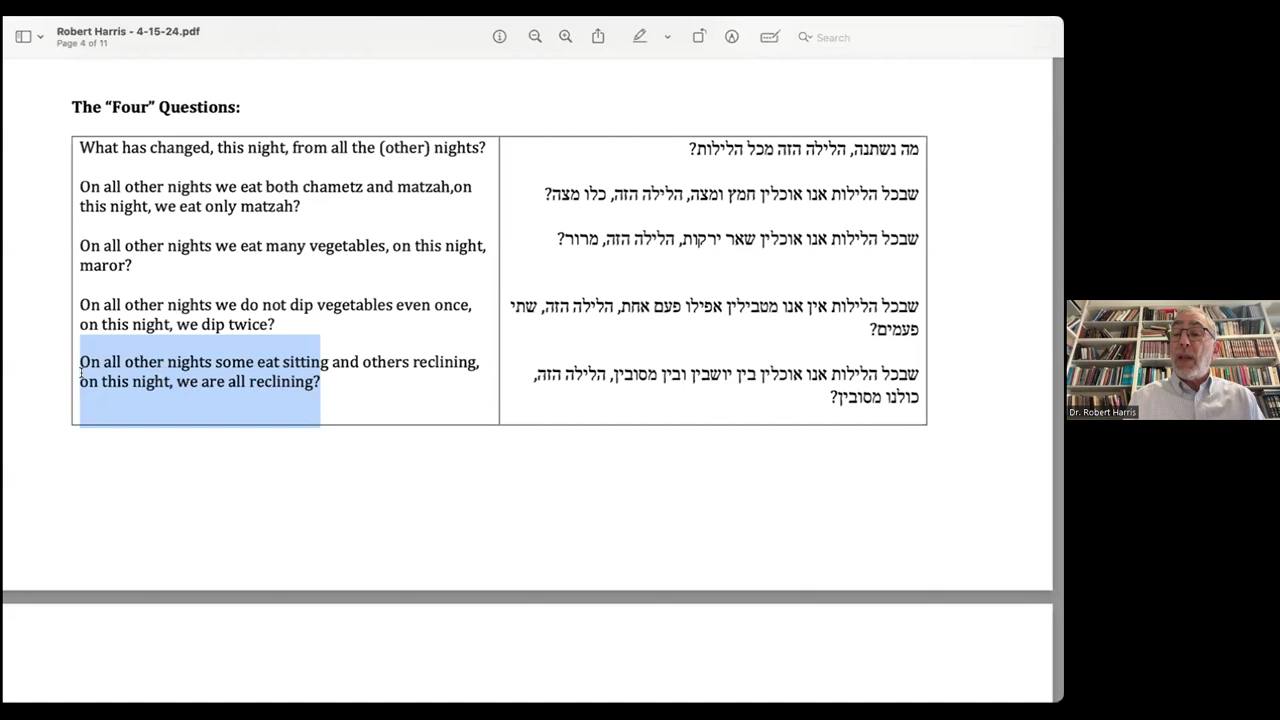 Robert Harris - 4-15-24.pdf
Page 4 of 11
Search
The “Four” Questions:
What has changed, this night, from all the (other) nights?
On all other nights we eat both chametz and matzah,on
this night, we eat only matzah?
On all other nights we eat many vegetables, on this night,
maror?
On all other nights we do not dip vegetables even once,
on this night, we dip twice?
On all other nights some eat sitting and others reclining,
on this night, we are all reclining?
מה נשתנה, הלילה הזה מכל הלילות?
שבכל הלילות אנו אוכלין חמץ ומצה, הלילה הזה, כלו מצה?
שבכל הלילות אנו אוכלין שאר ירקות, הלילה הזה, מרור?
שבכל הלילות אין אנו מטבילין אפילו פעם אחת, הלילה הזה, שתי
פעמים?
שבכל הלילות אנו אוכלין בין יושבין ובין מסובין, הלילה הזה,
כולנו מסובין?
Dr. Robert Harris